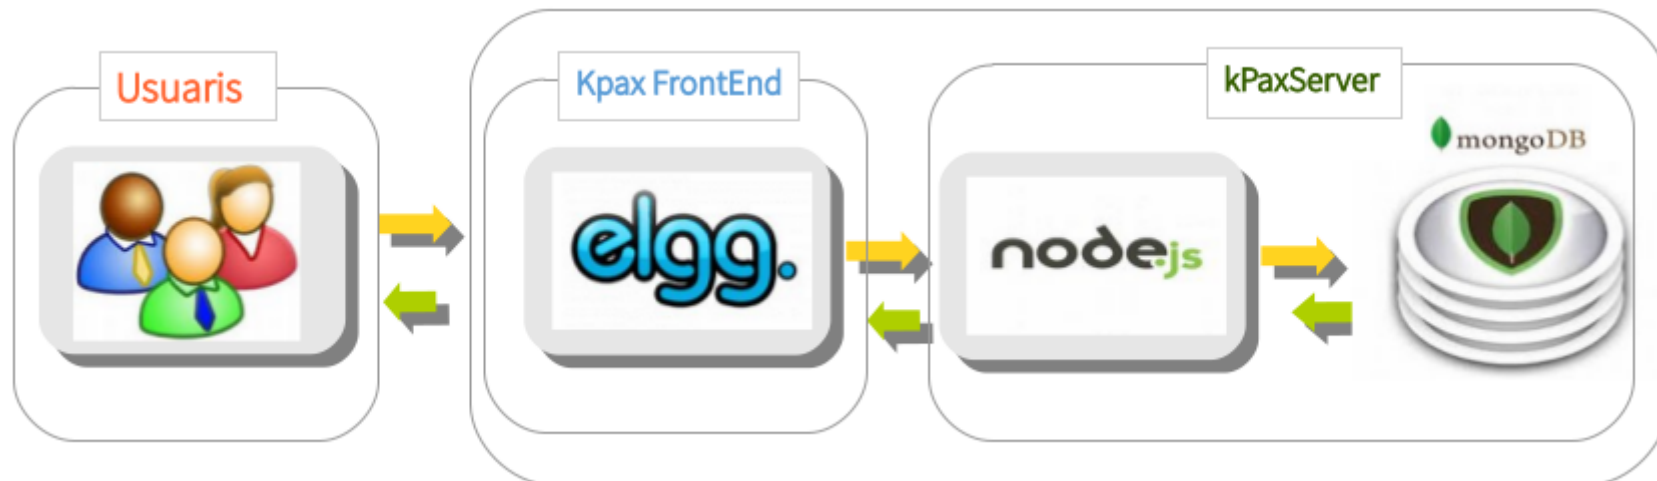 Usuaris
Kpax FrontEnd
kPaxServer
mongoDB
elgg.
node.js